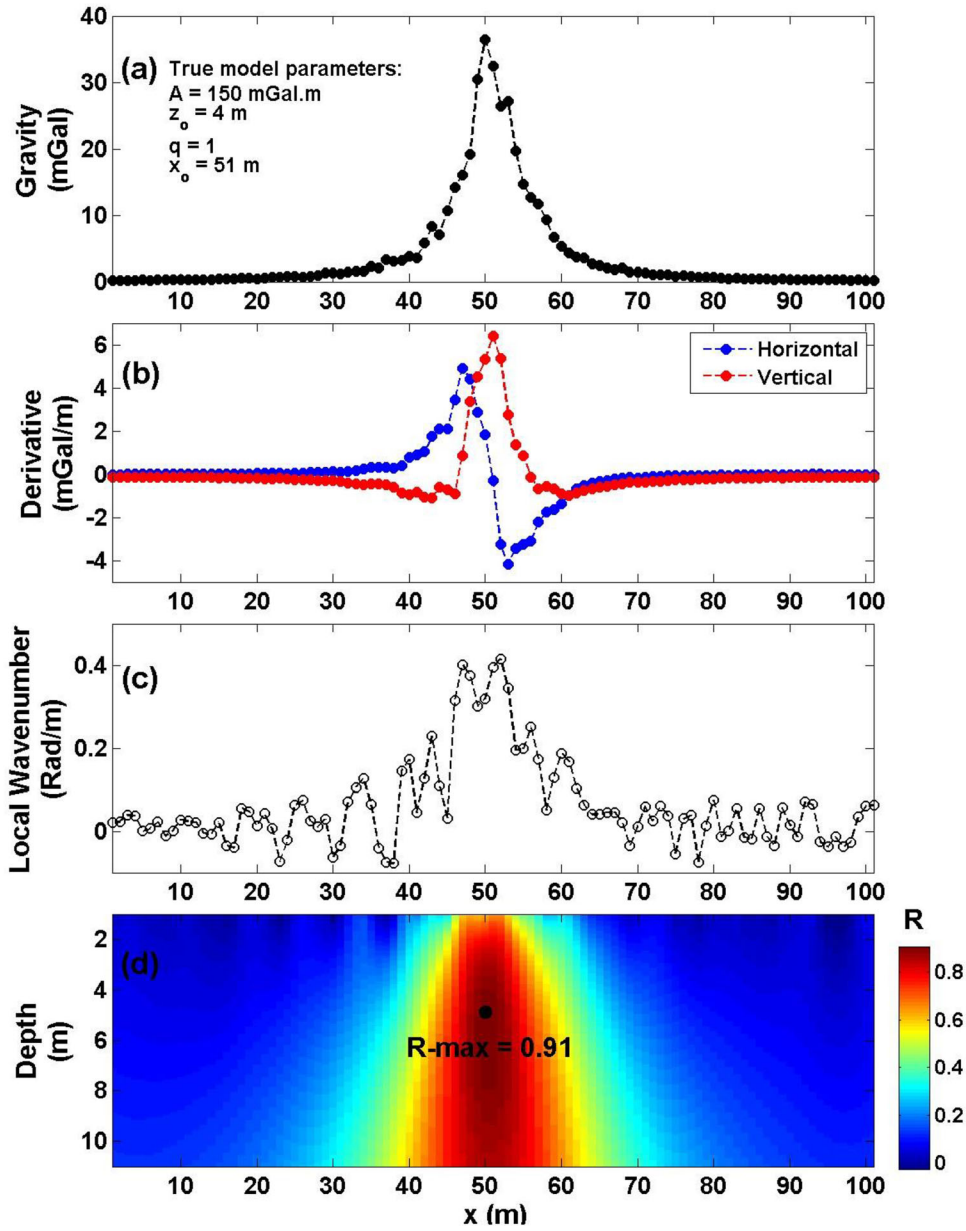 40
30
20
10
0
Gravity
(mGal)
(a)
True model parameters:
A = 150 mGal.m
zo = 4 m
q = 1
xo = 51 m
10 20 30 40 50 60 70 80 90 100
6
4
2
0
-2
-4
Derivative
(mGal/m)
(b)
Horizontal
Vertical
10 20 30 40 50 60 70 80 90 100
0.4
0.2
0
Local Wavenumber
(Rad/m)
(c)
10 20 30 40 50 60 70 80 90 100
2
4
6
8
10
Depth
(m)
(d)
R-max = 0.91
R
0.8
0.6
0.4
0.2
0
10 20 30 40 50 60 70 80 90 100
x (m)